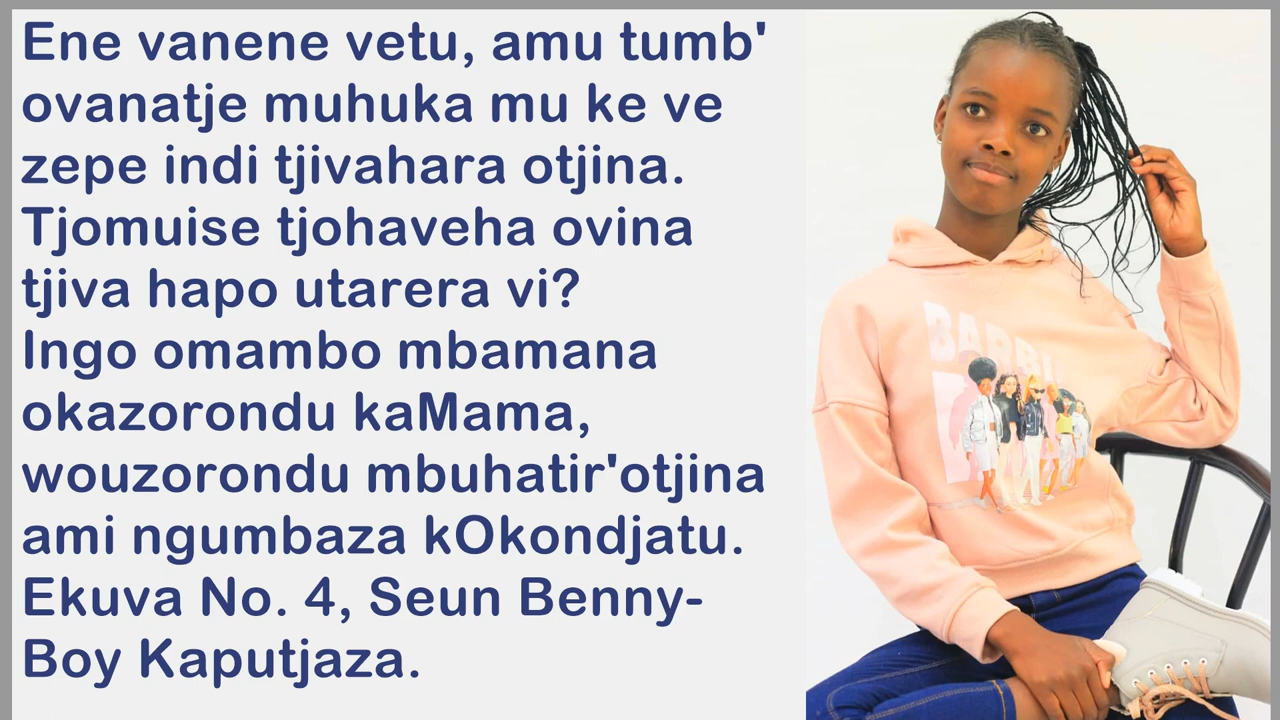 Ene vanene vetu, amu tumb'
ovanatje muhuka mu ke ve
zepe indi tjivahara otjina.
Tjomuise tjohaveha ovina
tjiva hapo utarera vi?
Ingo omambo mbamana
okazorondu kaMama,
wouzorondu mbuhatir'otjina
ami ngumbaza kOkondjatu.
Ekuva No. 4, Seun Benny-
Boy Kaputjaza.